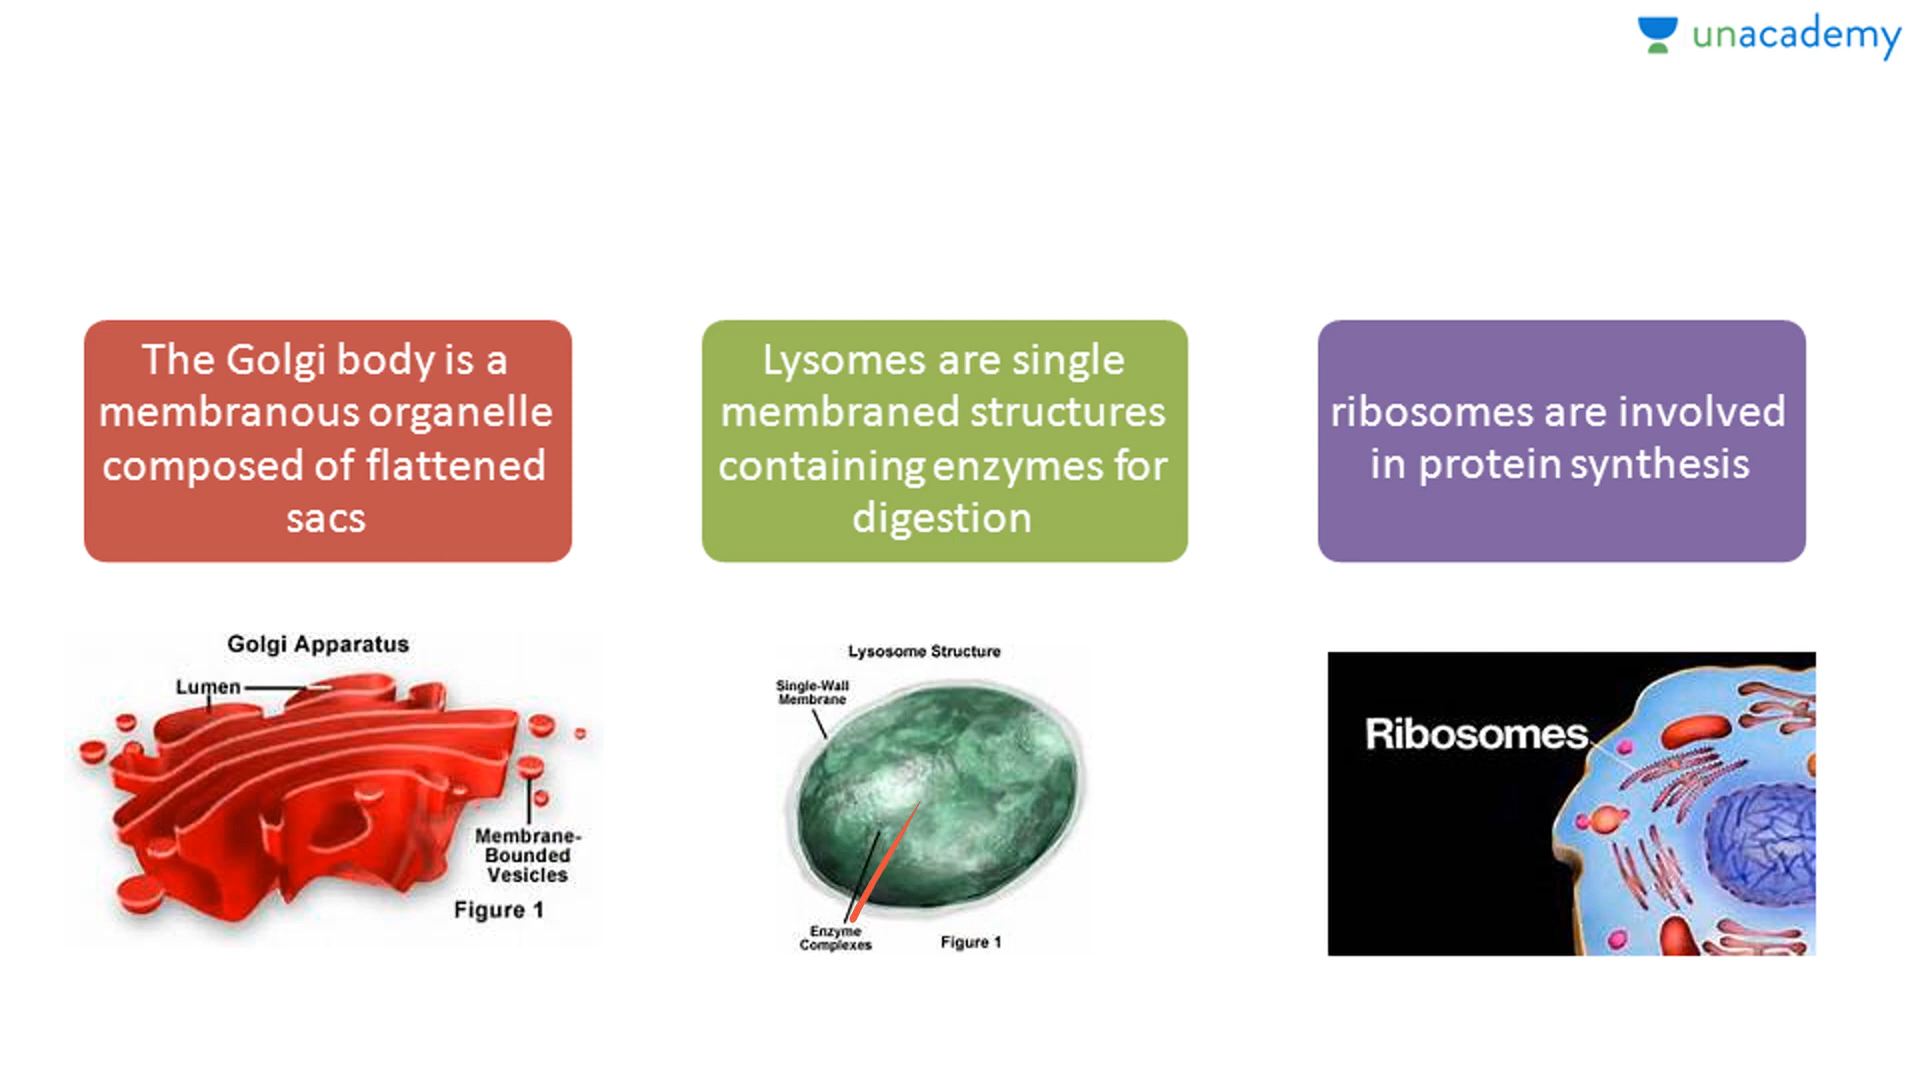 unacademy
The Golgi body is a
membranous organelle
composed of flattened
sacs
Lysomes are single
membraned structures
containing enzymes for
digestion
ribosomes are involved
in protein synthesis
Golgi Apparatus
Lumen
Membrane-
Bounded
Vesicles
Figure 1
Lysosome Structure
Single-Wall
Membrane
Enzyme
Complexes
Figure 1
Ribosomes